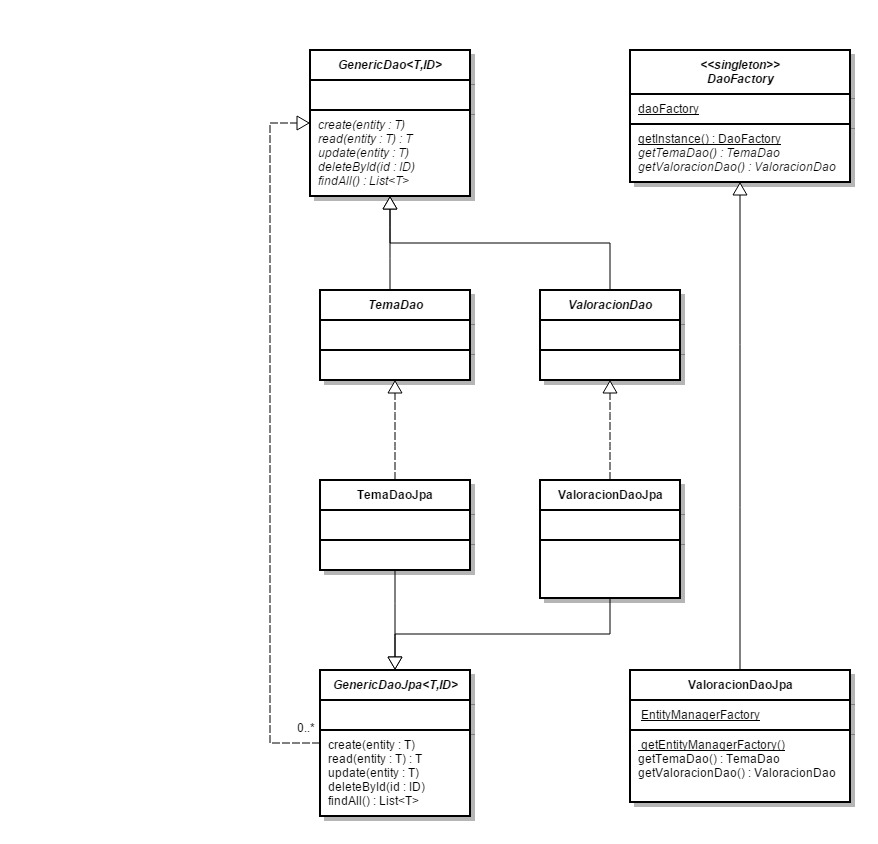 GenericDao<T,ID>
create(entity : T)
read(entity : T) : T
update(entity : T)
deleteById(id : ID)
findAll() : List<T>
<<singleton>>
DaoFactory
daoFactory
getInstance() : DaoFactory
getTemaDao() : TemaDao
getValoracionDao() : ValoracionDao
TemaDao
ValoracionDao
TemaDaoJpa
ValoracionDaoJpa
GenericDaoJpa<T,ID>
0..*
create(entity : T)
read(entity : T) : T
update(entity : T)
deleteById(id : ID)
findAll() : List<T>
ValoracionDaoJpa
EntityManagerFactory
getEntityManagerFactory()
getTemaDao() : TemaDao
getValoracionDao() : ValoracionDao